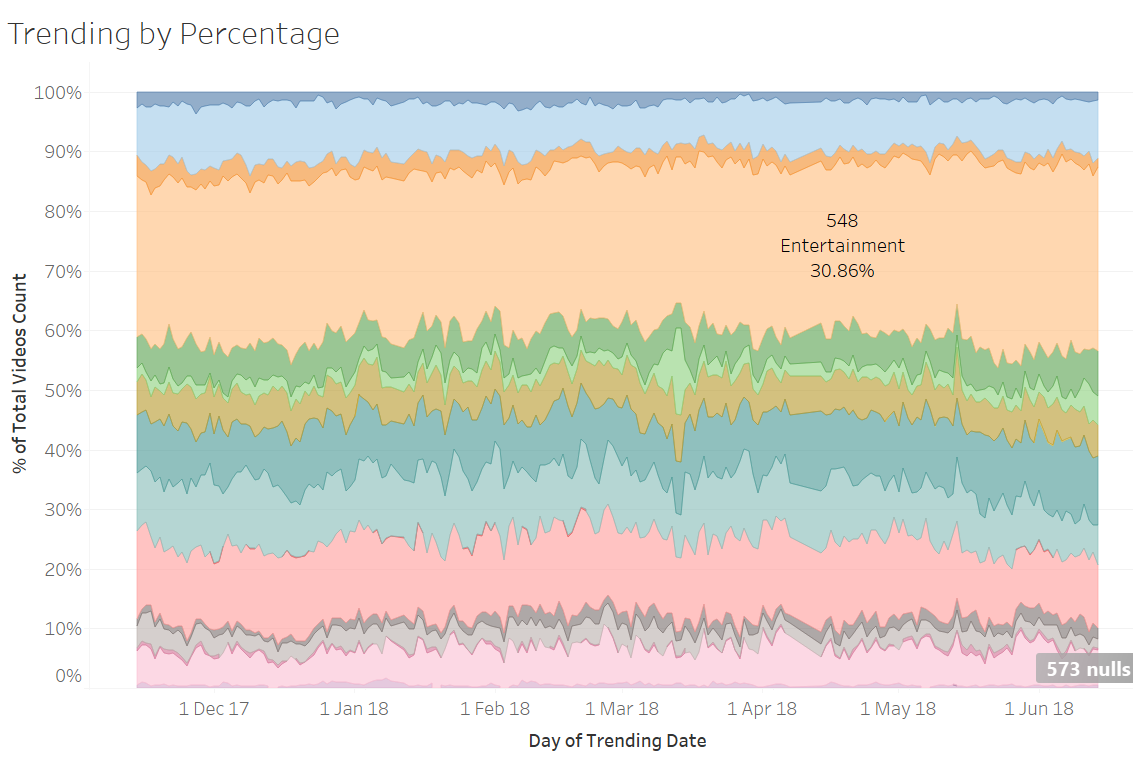 Trending by Percentage
100%
90%
80%
70%
60%
50%
40%
30%
20%
10%
0%
% of Total Videos Count
548
Entertainment
30.86%
573 nulls
1 Dec 17
1 Jan 18
1 Feb 18
1 Mar 18
1 Apr 18
1 May 18
1 Jun 18
Day of Trending Date